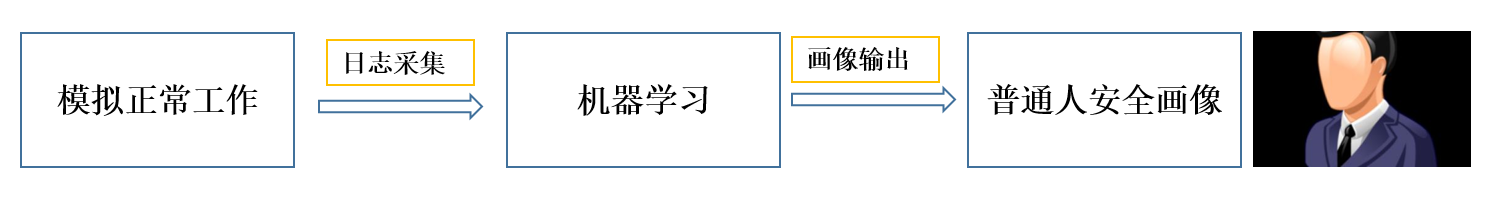 模拟正常工作
日志采集
机器学习
画像输出
普通人安全画像